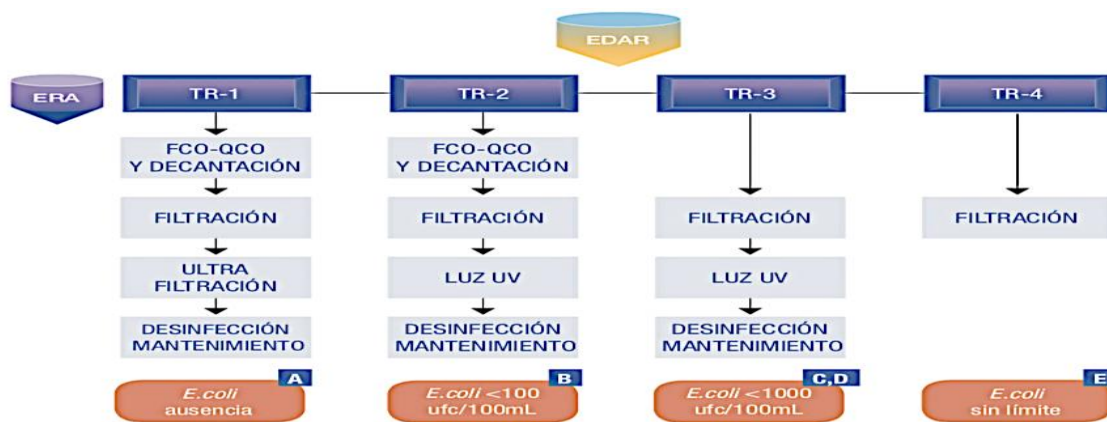 EDAR
ERA
TR-1
TR-2
TR-3
TR-4
FCO-QCO
Y DECANTACIÓN
FCO-QCO
Y DECANTACIÓN
FILTRACIÓN
FILTRACIÓN
FILTRACIÓN
FILTRACIÓN
ULTRA
FILTRACIÓN
LUZ UV
LUZ UV
DESINFECCIÓN
MANTENIMIENTO
DESINFECCIÓN
MANTENIMIENTO
DESINFECCIÓN
MANTENIMIENTO
A
E.coli
ausencia
B
E.coli <100
ufc/100mL
C,D
E.coli <1000
ufc/100mL
E
E.coli
sin límite